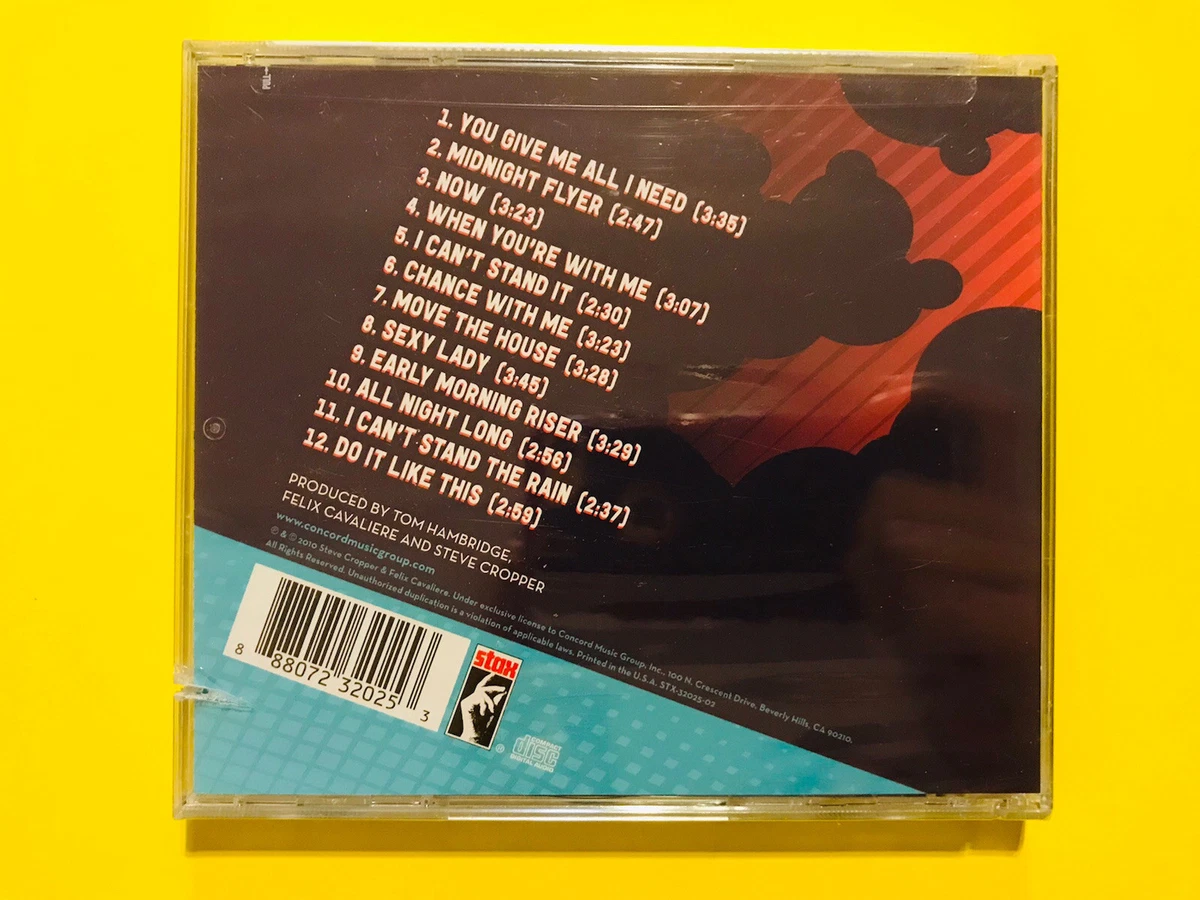 PULL
1. YOU GIVE ME ALL I NEED (3:35)
2. MIDNIGHT FLYER (2:47)
3. NOW (3:23)
4. WHEN YOU'RE WITH ME (3:07)
5. I CAN'T STAND IT (2:30)
6. CHANCE WITH ME (3:23)
7. MOVE THE HOUSE (3:28)
8. SEXY LADY (3:45)
9. EARLY MORNING RISER (3:29)
10. ALL NIGHT LONG (2:56)
11. I CAN'T STAND THE RAIN (2:37)
12. DO IT LIKE THIS (2:59)
PRODUCED BY TOM HAMBRIDGE,
FELIX CAVALIERE AND STEVE CROPPER
www.concordmusicgroup.com
℗ & © 2010 Steve Cropper & Felix Cavaliere. Under exclusive license to Concord Music Group, Inc., 100 N. Crescent Drive, Beverly Hills, CA 90210.
All Rights Reserved. Unauthorized duplication is a violation of applicable laws. Printed in the U.S.A. STX-32025-02
8 88072 32025 3
stax
®
COMPACT
disc
DIGITAL AUDIO